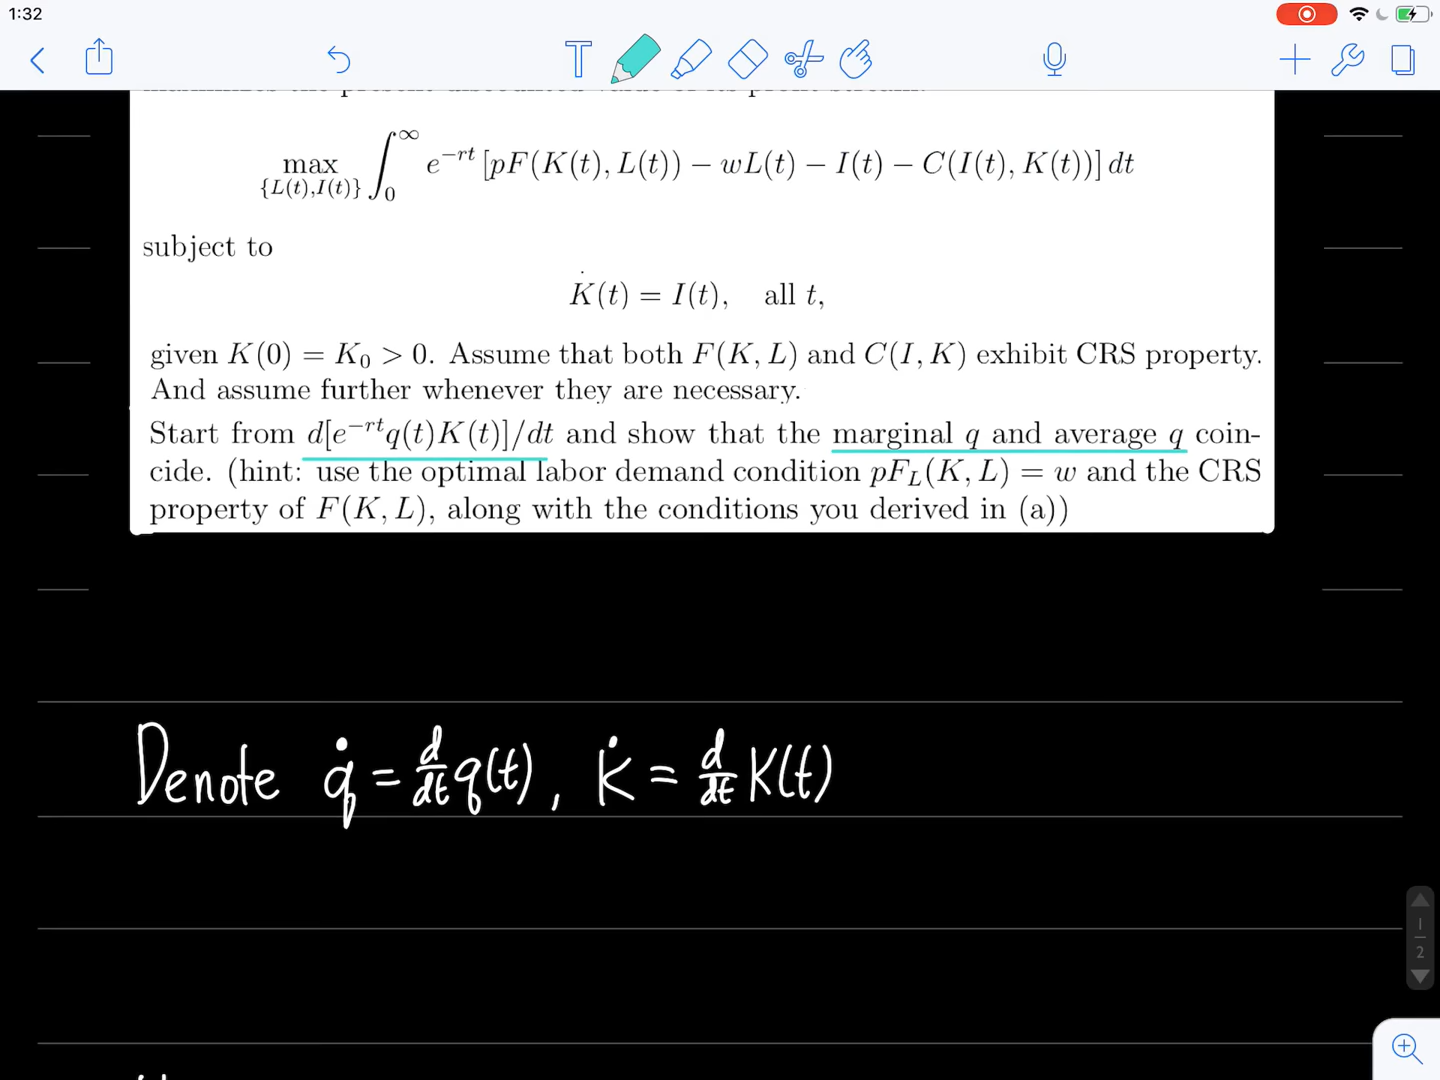 1:32
T
max {L(t),I(t)} ∫₀^∞ e^{−rt} [pF(K(t), L(t)) − wL(t) − I(t) − C(I(t), K(t))] dt
subject to
K̇(t) = I(t), all t,
given K(0) = K₀ > 0. Assume that both F(K, L) and C(I, K) exhibit CRS property.
And assume further whenever they are necessary.
Start from d[e^{−rt}q(t)K(t)]/dt and show that the marginal q and average q coin-
cide. (hint: use the optimal labor demand condition pF_L(K, L) = w and the CRS
property of F(K, L), along with the conditions you derived in (a))
Denote q̇ = d/dt q(t), k̇ = d/dt K(t)
1
2